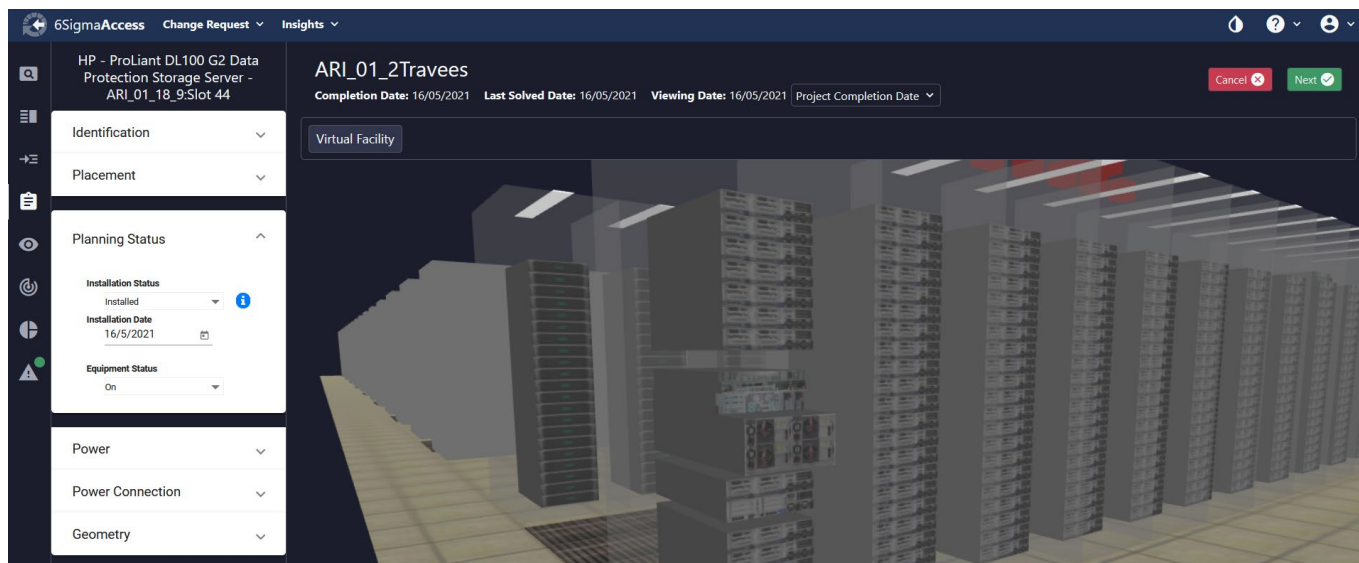 6SigmaAccess Change Request Insights
HP - ProLiant DL100 G2 Data
Protection Storage Server -
ARI_01_18_9:Slot 44
Identification
Placement
Planning Status
Installation Status
Installed
Installation Date
16/5/2021
Equipment Status
On
Power
Power Connection
Geometry
ARI_01_2Travees
Completion Date: 16/05/2021 Last Solved Date: 16/05/2021 Viewing Date: 16/05/2021 Project Completion Date
Cancel
Next
Virtual Facility